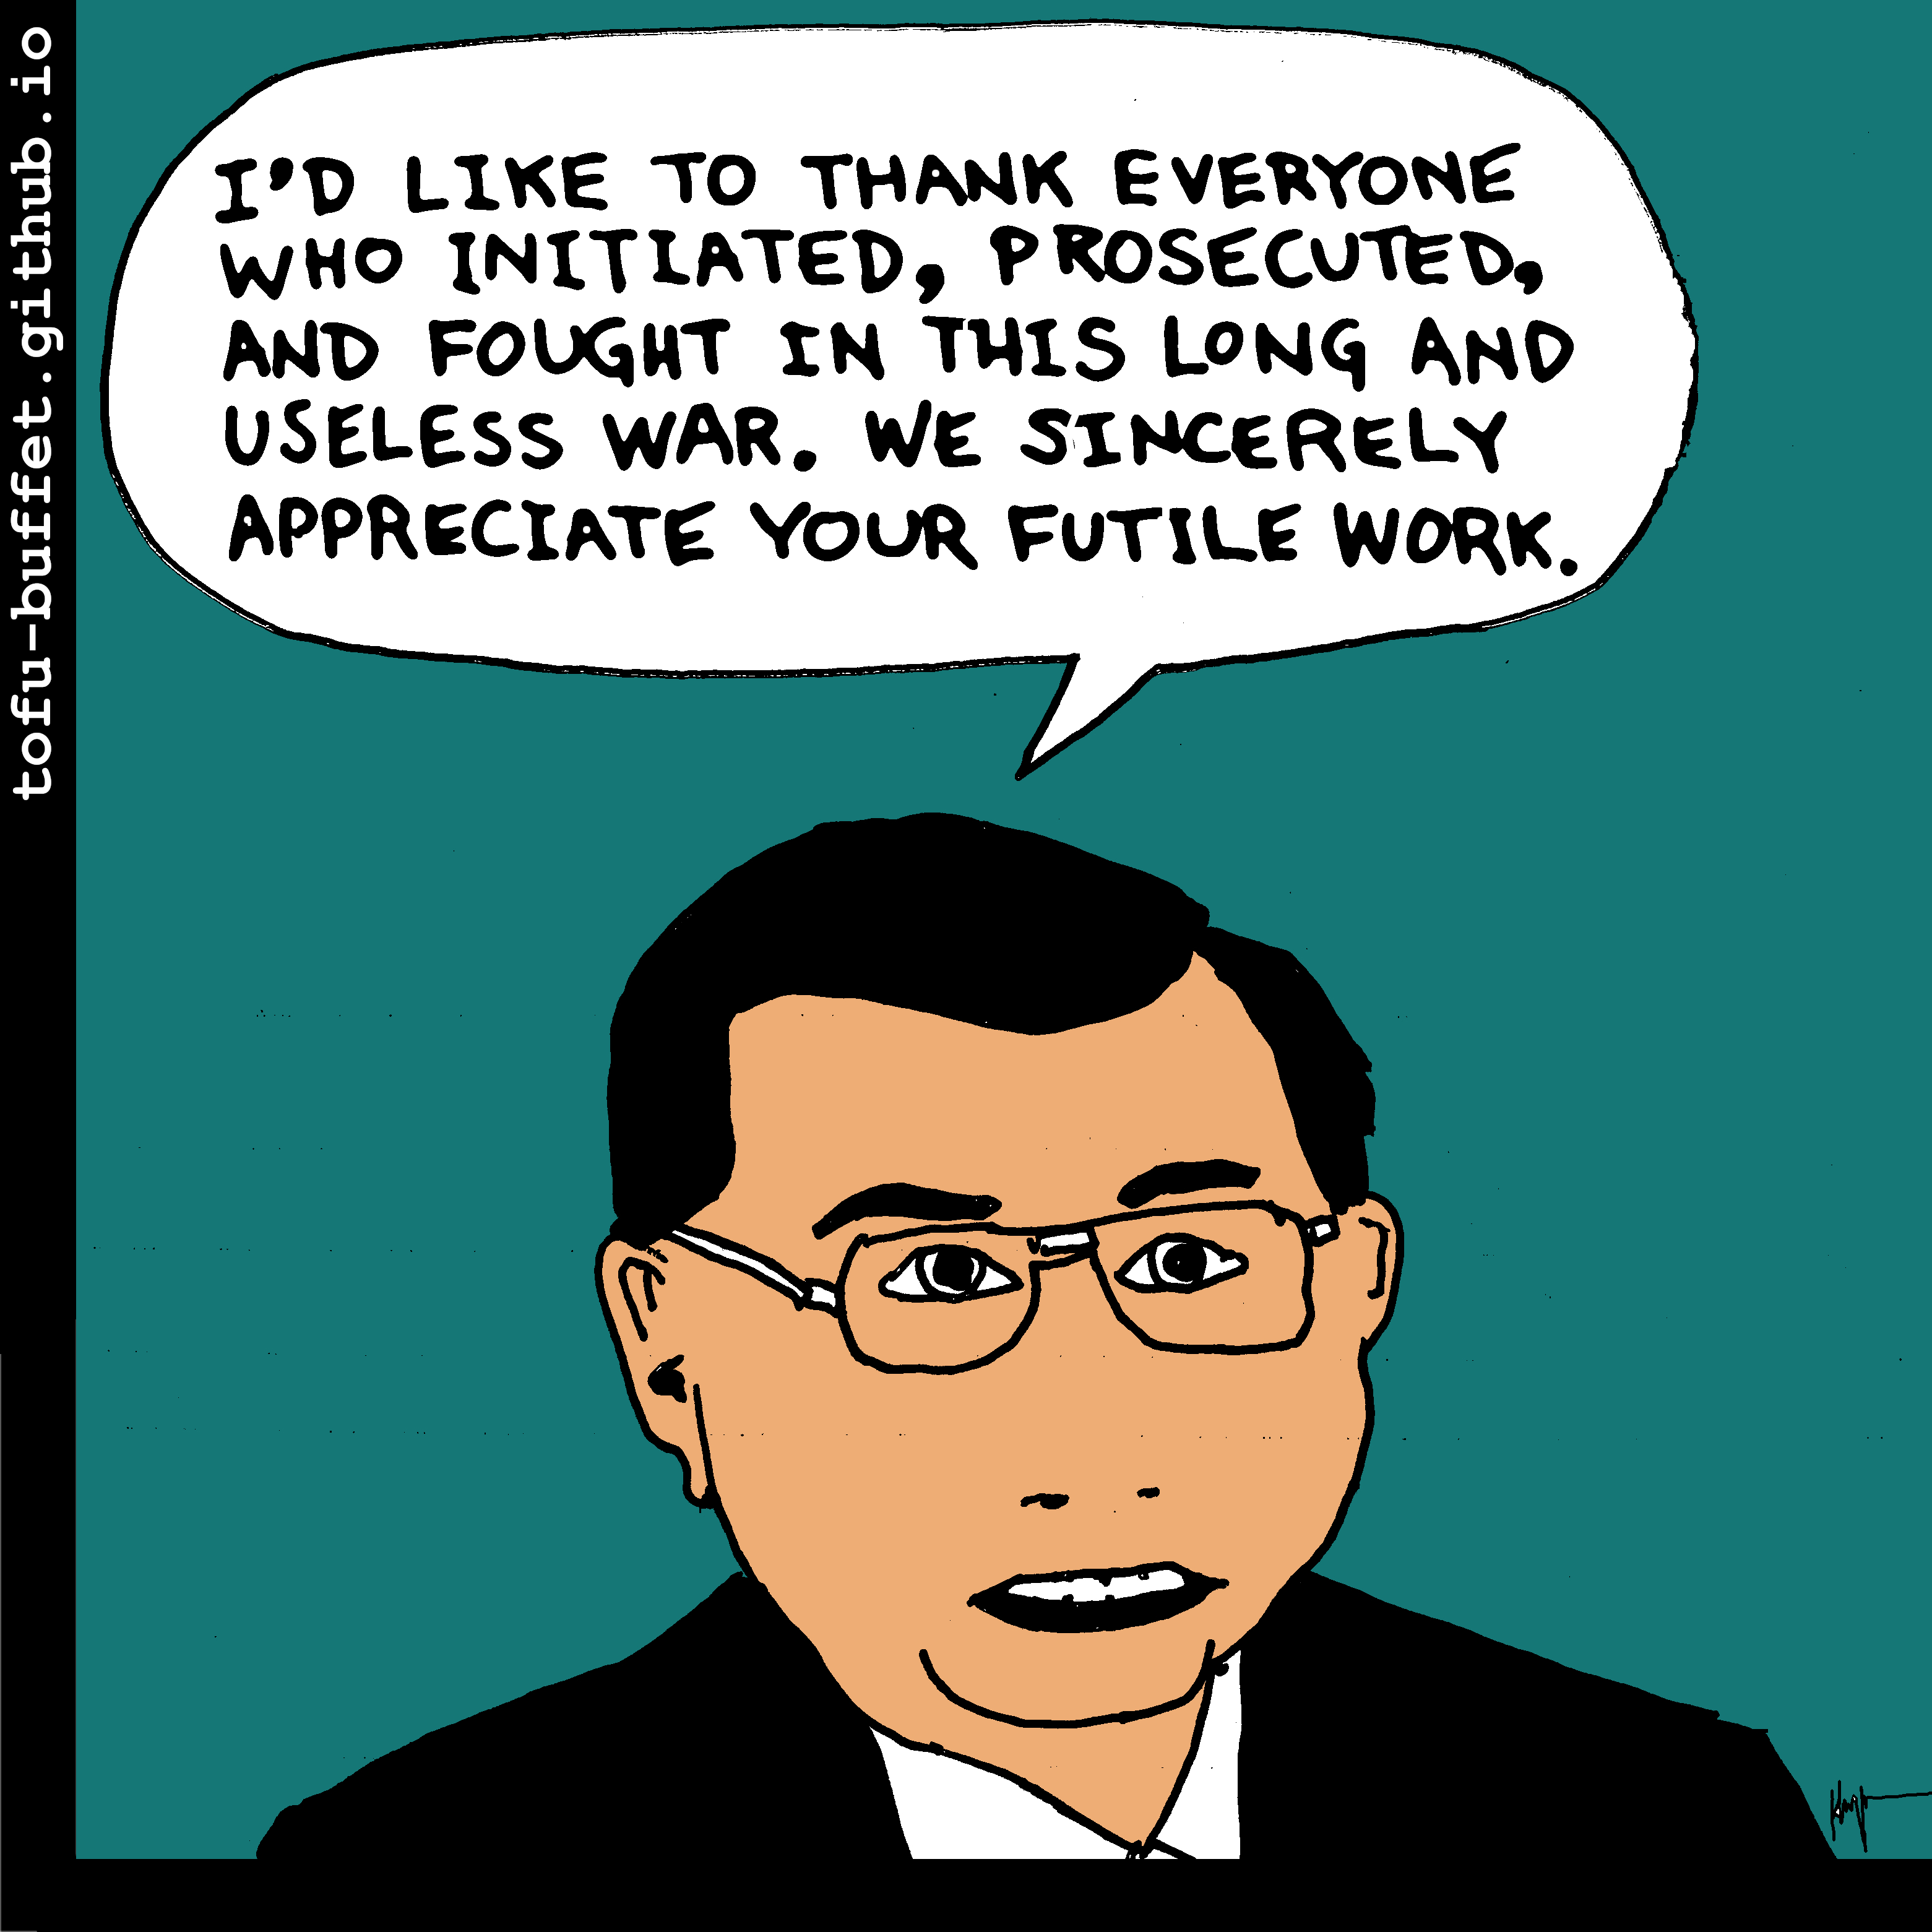 I'D LIKE TO THANK EVERYONE
WHO INITIATED, PROSECUTED,
AND FOUGHT IN THIS LONG AND
USELESS WAR. WE SINCERELY
APPRECIATE YOUR FUTILE WORK.
tofu-buffet.github.io